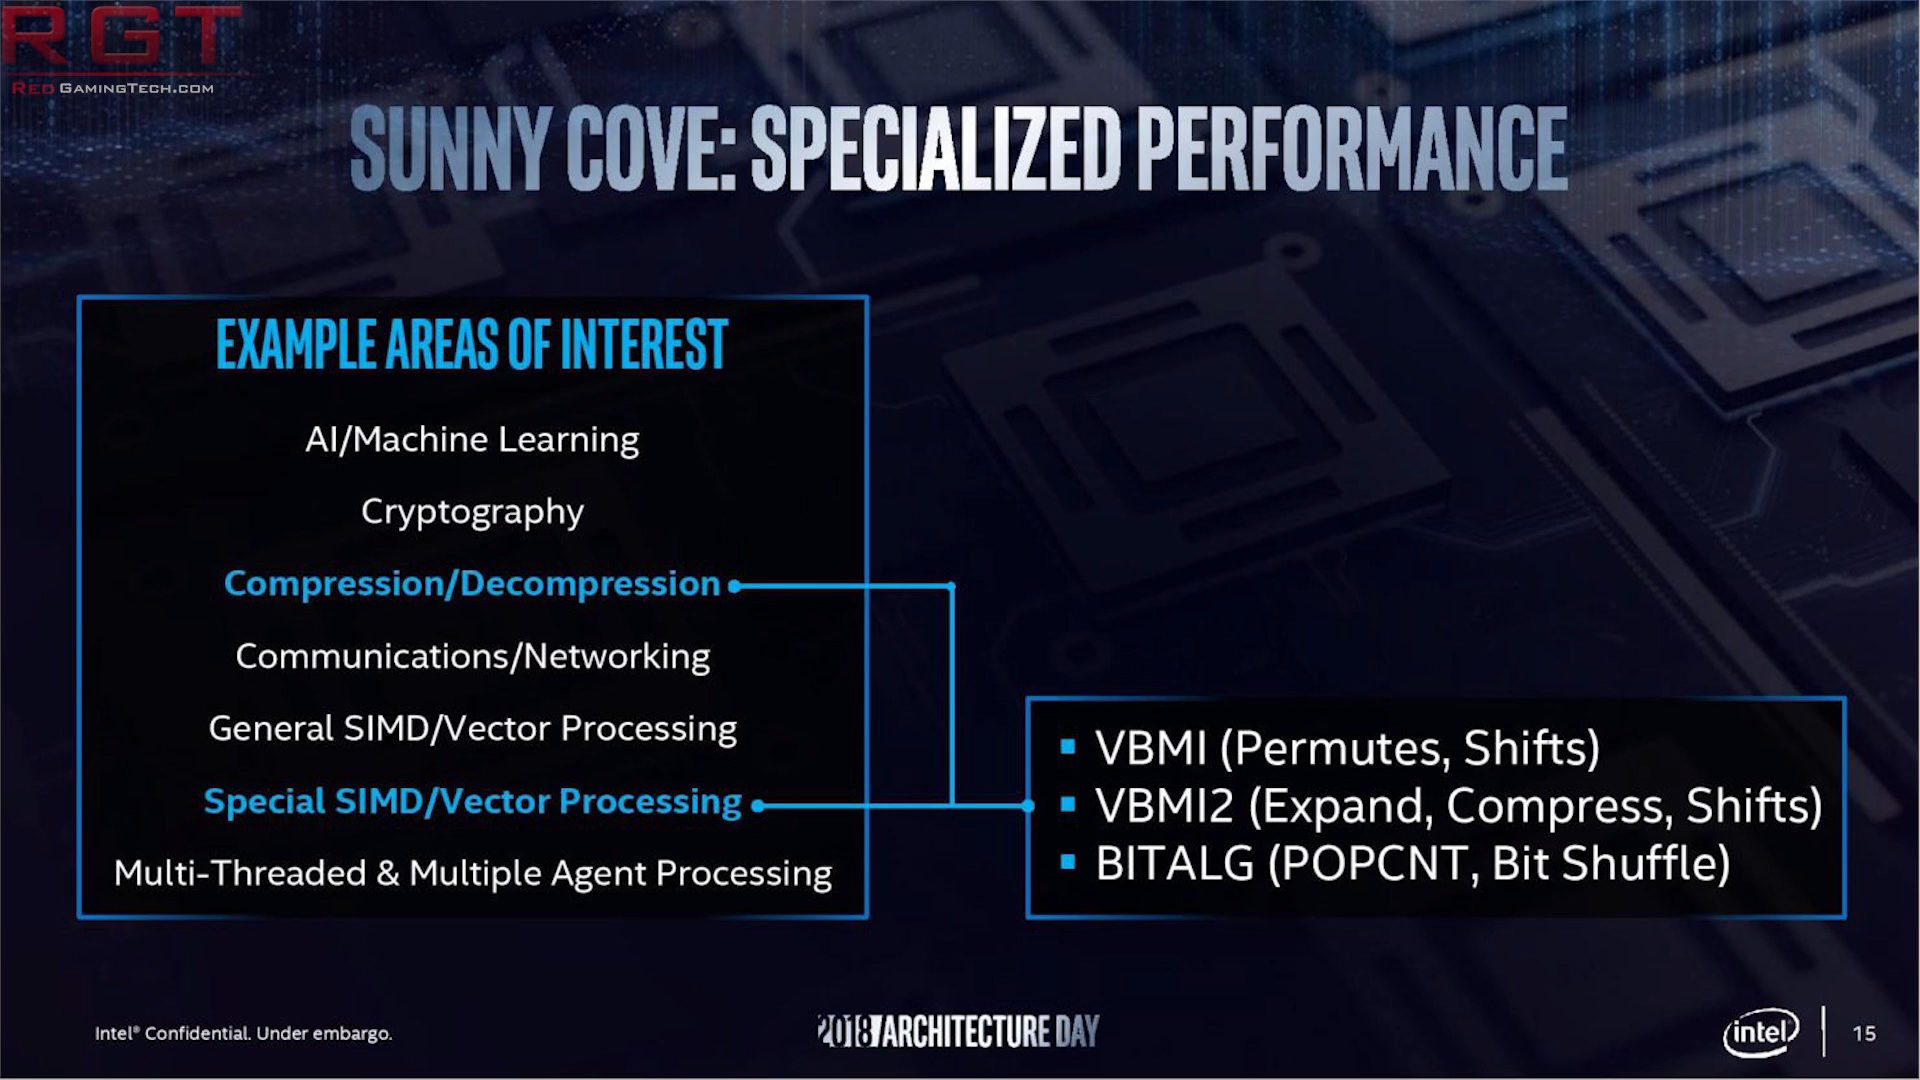 RGT
RED GAMINGTECH.COM
SUNNY COVE: SPECIALIZED PERFORMANCE
EXAMPLE AREAS OF INTEREST
AI/Machine Learning
Cryptography
Compression/Decompression
Communications/Networking
General SIMD/Vector Processing
Special SIMD/Vector Processing
Multi-Threaded & Multiple Agent Processing
▪ VBMI (Permutes, Shifts)
▪ VBMI2 (Expand, Compress, Shifts)
▪ BITALG (POPCNT, Bit Shuffle)
Intel® Confidential. Under embargo.
2018 ARCHITECTURE DAY
intel
15